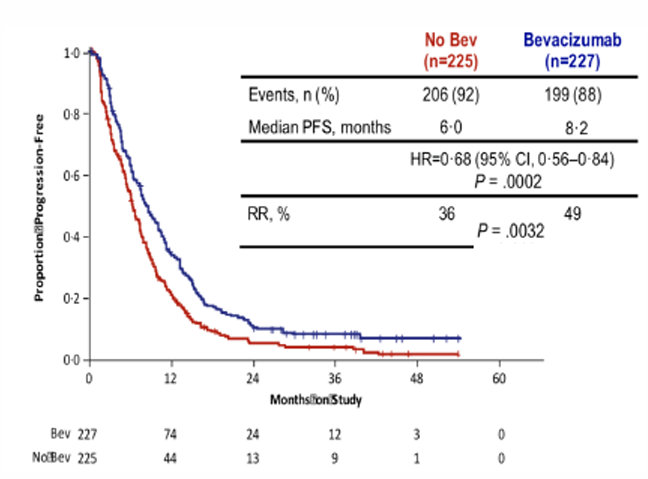 No Bev Bevacizumab
(n=225) (n=227)
Events, n (%) 206 (92) 199 (88)
Median PFS, months 6·0 8·2
HR=0·68 (95% CI, 0·56–0·84)
P = .0002
RR, % 36 49
P = .0032
Proportion Progression-Free
1·0
0·8
0·6
0·4
0·2
0·0
0 12 24 36 48 60
Months on Study
Bev 227 74 24 12 3 0
No Bev 225 44 13 9 1 0